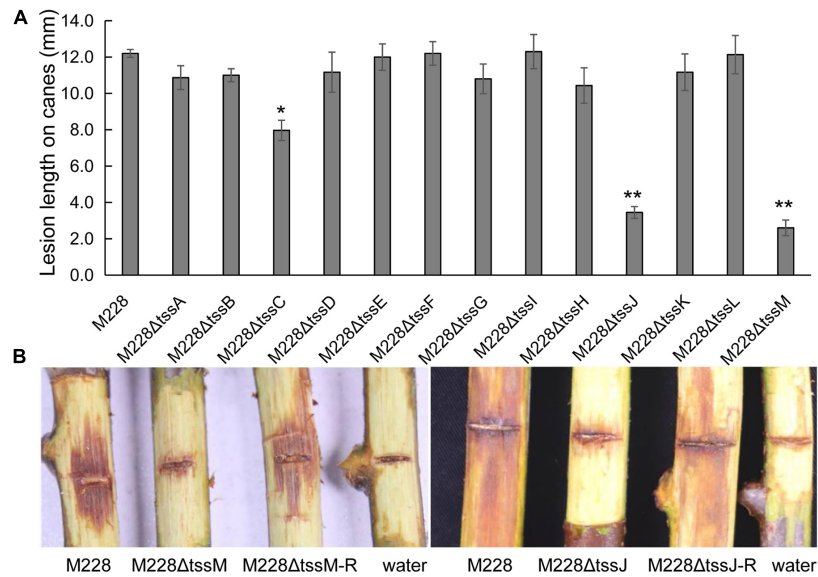 A
Lesion length on canes (mm)
14.0
12.0
10.0
8.0
6.0
4.0
2.0
0.0
*
**
**
M228
M228ΔtssA
M228ΔtssB
M228ΔtssC
M228ΔtssD
M228ΔtssE
M228ΔtssF
M228ΔtssG
M228ΔtssI
M228ΔtssH
M228ΔtssJ
M228ΔtssK
M228ΔtssL
M228ΔtssM
B
M228 M228ΔtssM M228ΔtssM-R water M228 M228ΔtssJ M228ΔtssJ-R water